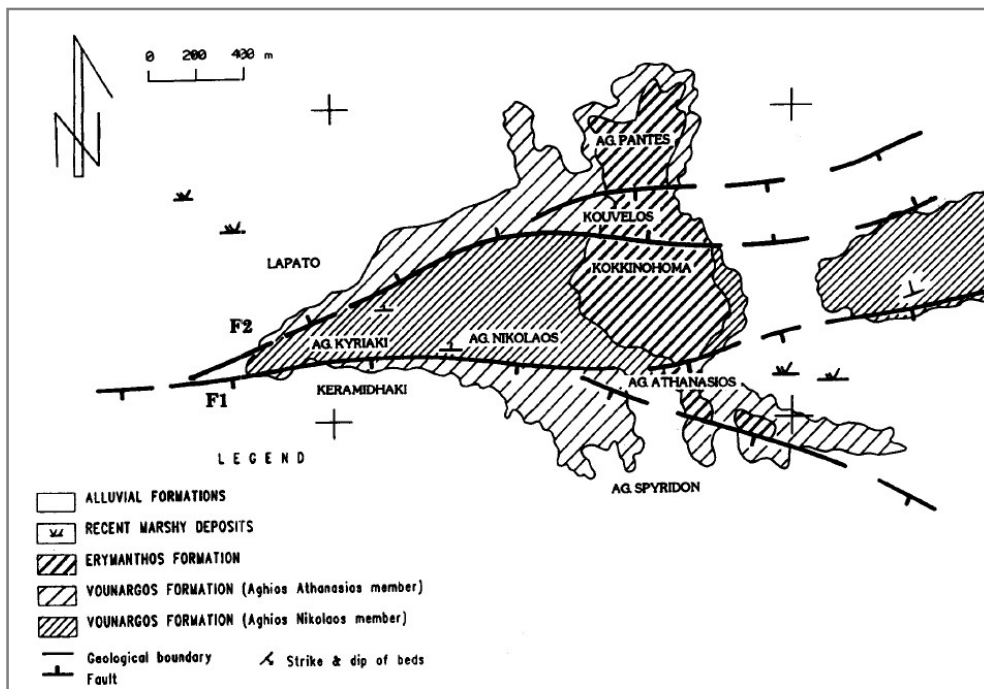 0 200 400 m
AG. PANTES
KOUVELOS
LAPATO
KOKKINOHOMA
F2
AG. KYRIAKI
AG. NIKOLAOS
F1
KERAMIDHAKI
AG. ATHANASIOS
AG. SPYRIDON
LEGEND
ALLUVIAL FORMATIONS
RECENT MARSHY DEPOSITS
ERYMANTHOS FORMATION
VOUNARGOS FORMATION (Aghios Athanasios member)
VOUNARGOS FORMATION (Aghios Nikolaos member)
Geological boundary
Fault
Strike & dip of beds